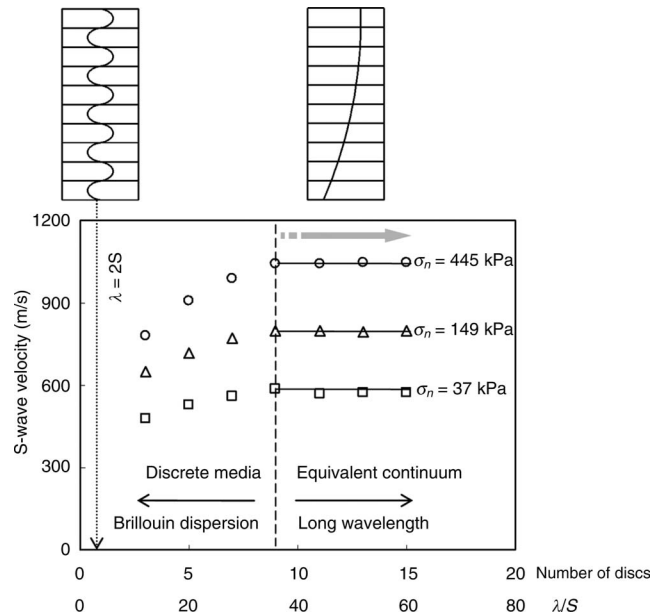 1200
900
600
300
0
S-wave velocity (m/s)
λ = 2S
σn = 445 kPa
σn = 149 kPa
σn = 37 kPa
Discrete media
Equivalent continuum
Brillouin dispersion
Long wavelength
0 5 10 15 20 Number of discs
0 20 40 60 80 λ/S